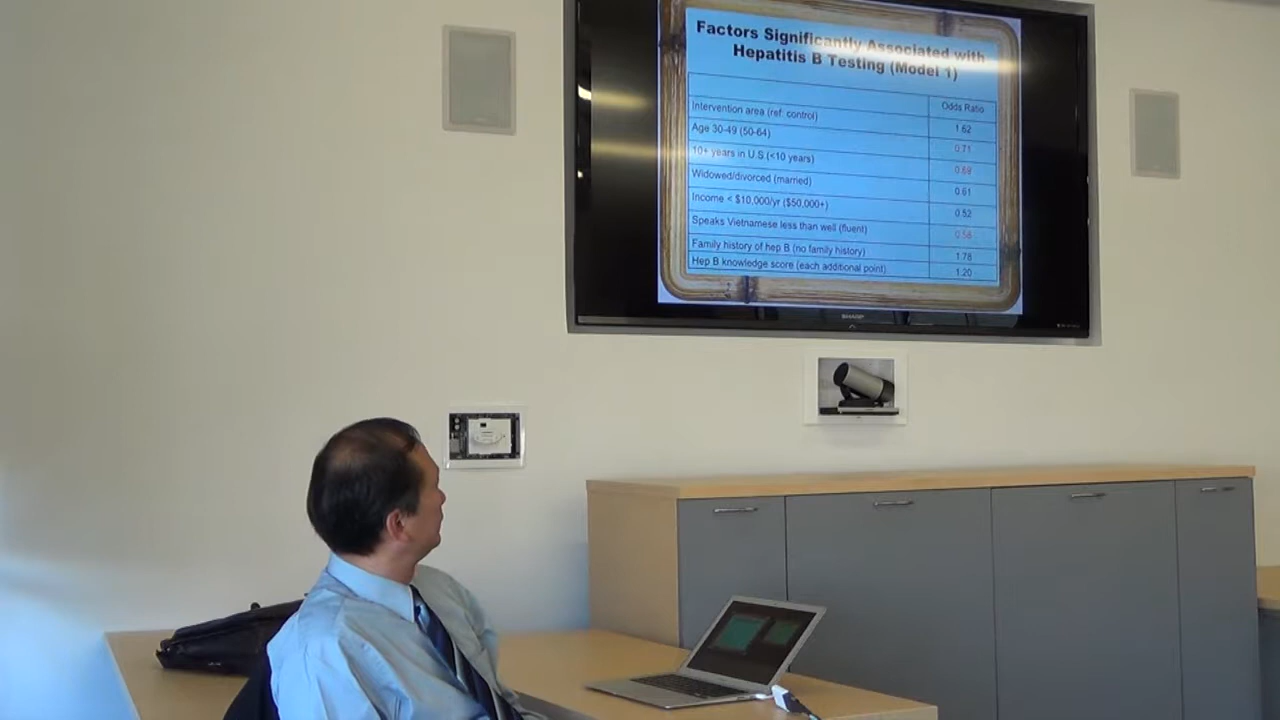 Factors Significantly Associated with
Hepatitis B Testing (Model 1)
Odds Ratio
Intervention area (ref: control) 1.62
Age 30-49 (50-64) 0.71
10+ years in U.S (<10 years) 0.69
Widowed/divorced (married) 0.61
Income < $10,000/yr ($50,000+) 0.52
Speaks Vietnamese less than well (fluent) 0.56
Family history of hep B (no family history) 1.78
Hep B knowledge score (each additional point) 1.20
SHARP